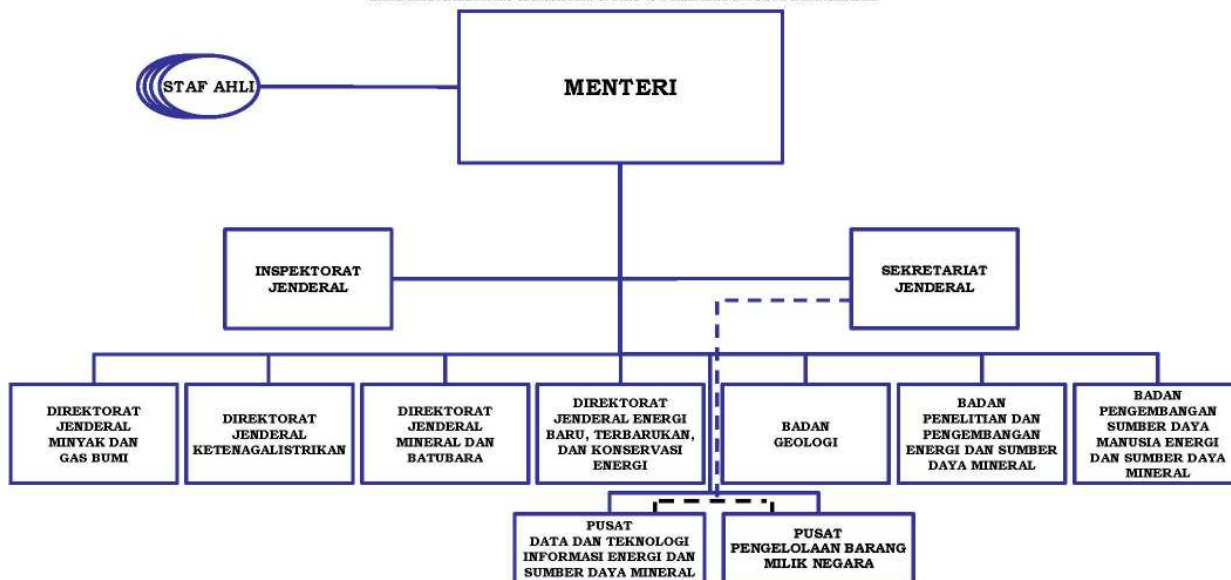 STAF AHLI
MENTERI
INSPEKTORAT
JENDERAL
SEKRETARIAT
JENDERAL
DIREKTORAT
JENDERAL
MINYAK DAN
GAS BUMI
DIREKTORAT
JENDERAL
KETENAGALISTRIKAN
DIREKTORAT
JENDERAL
MINERAL DAN
BATUBARA
DIREKTORAT
JENDERAL ENERGI
BARU, TERBARUKAN,
DAN KONSERVASI
ENERGI
BADAN
GEOLOGI
BADAN
PENELITIAN DAN
PENGEMBANGAN
ENERGI DAN SUMBER
DAYA MINERAL
BADAN
PENGEMBANGAN
SUMBER DAYA
MANUSIA ENERGI
DAN SUMBER DAYA
MINERAL
PUSAT
DATA DAN TEKNOLOGI
INFORMASI ENERGI DAN
SUMBER DAYA MINERAL
PUSAT
PENGELOLAAN BARANG
MILIK NEGARA